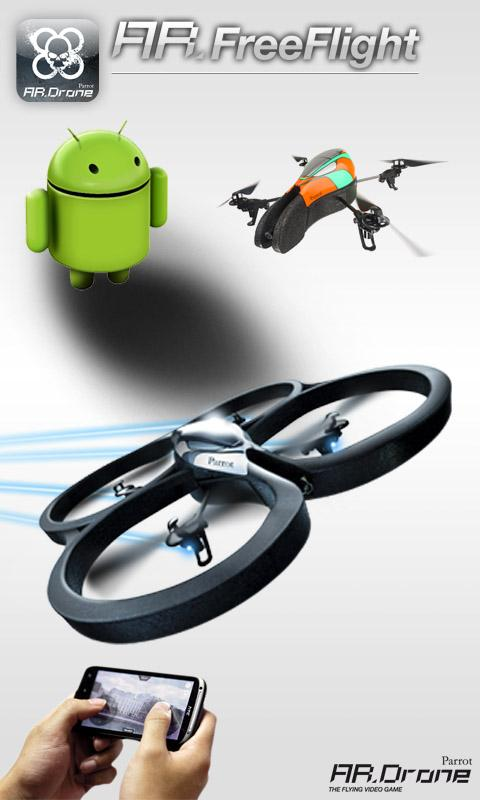 AR.FreeFlight
Parrot
AR.Drone
Parrot
Parrot
AR.Drone
THE FLYING VIDEO GAME